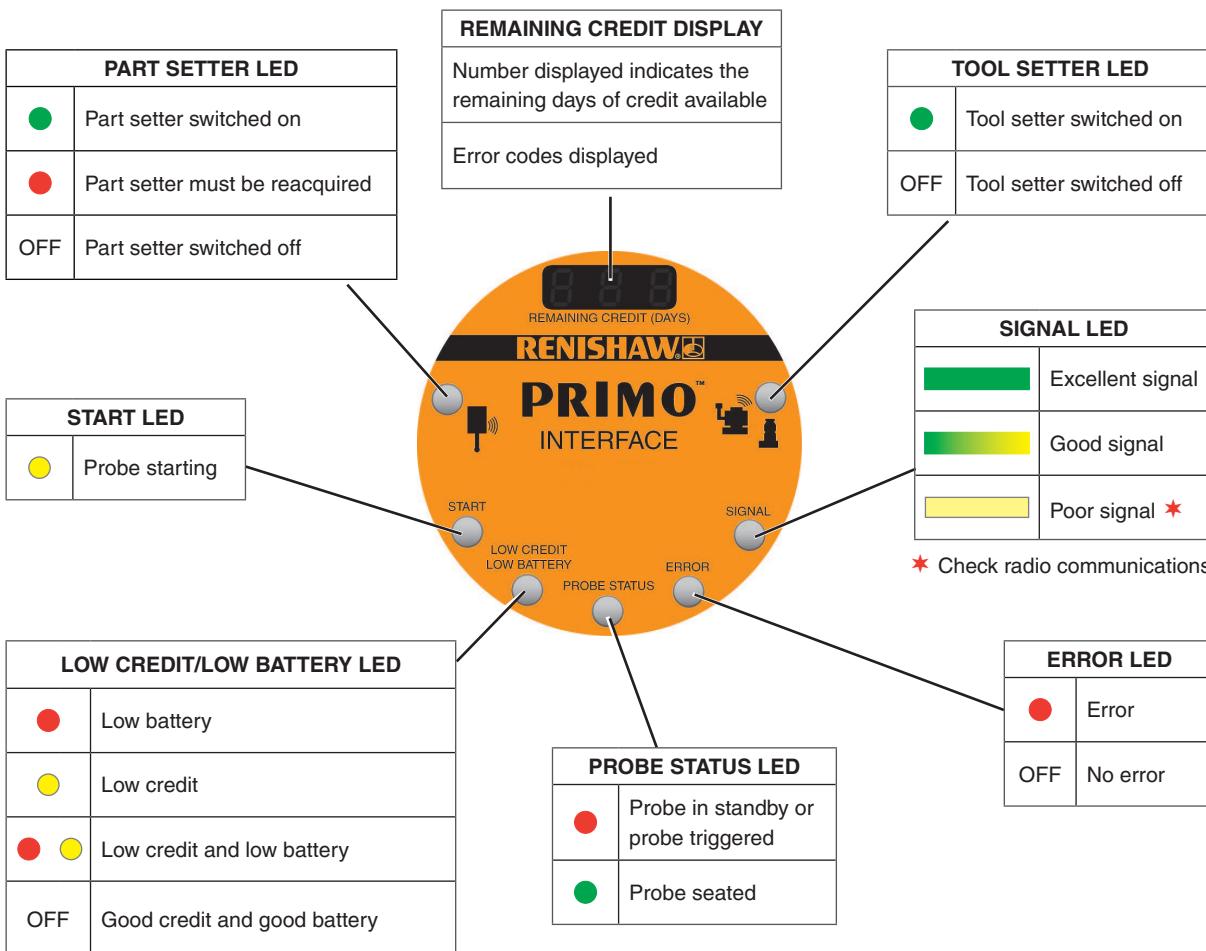 REMAINING CREDIT DISPLAY
Number displayed indicates the
remaining days of credit available
Error codes displayed
PART SETTER LED
Part setter switched on
Part setter must be reacquired
OFF Part setter switched off
TOOL SETTER LED
Tool setter switched on
OFF Tool setter switched off
REMAINING CREDIT (DAYS)
RENISHAW
PRIMO™
INTERFACE
START
LOW CREDIT
LOW BATTERY
PROBE STATUS
ERROR
SIGNAL
SIGNAL LED
Excellent signal
Good signal
Poor signal ✶
✶ Check radio communications
START LED
Probe starting
LOW CREDIT/LOW BATTERY LED
Low battery
Low credit
Low credit and low battery
OFF Good credit and good battery
PROBE STATUS LED
Probe in standby or
probe triggered
Probe seated
ERROR LED
Error
OFF No error